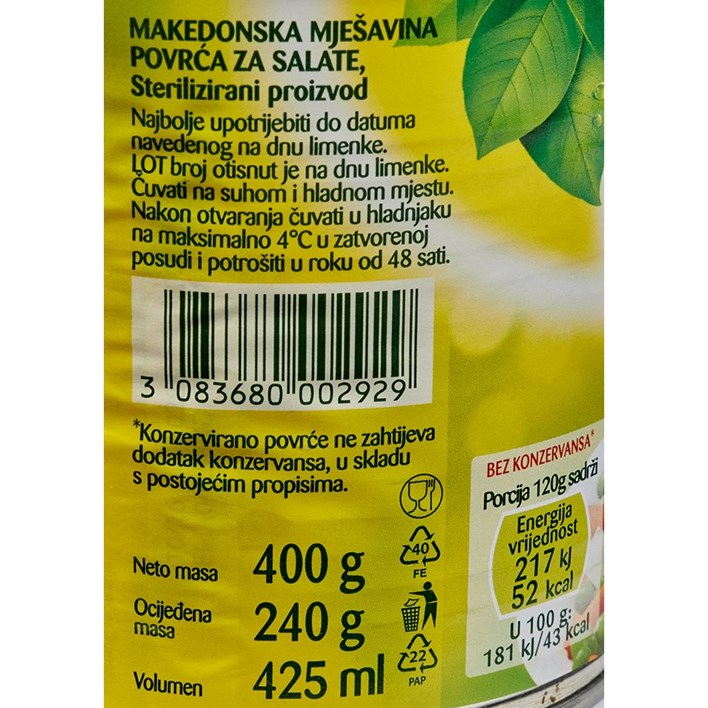 MAKEDONSKA MJEŠAVINA
POVRĆA ZA SALATE,
Sterilizirani proizvod
Najbolje upotrijebiti do datuma
navedenog na dnu limenke.
LOT broj otisnut je na dnu limenke.
Čuvati na suhom i hladnom mjestu.
Nakon otvaranja čuvati u hladnjaku
na maksimalno 4°C u zatvorenoj
posudi i potrošiti u roku od 48 sati.
3 083680 002929
*Konzervirano povrće ne zahtijeva
dodatak konzervansa, u skladu
s postojećim propisima.
Neto masa 400 g
Ocijeđena
masa 240 g
Volumen 425 ml
40
FE
22
PAP
BEZ KONZERVANSA*
Porcija 120g sadrži
Energija
vrijednost
217 kJ
52 kcal
U 100 g:
181 kJ/43 kcal